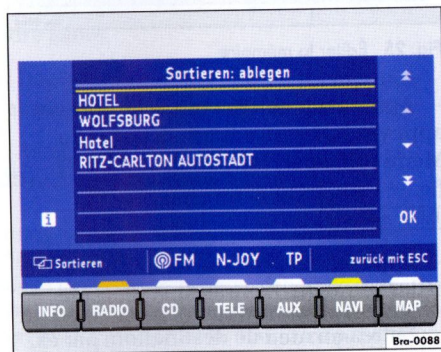 Sortieren: ablegen
HOTEL
WOLFSBURG
Hotel
RITZ-CARLTON AUTOSTADT
i
OK
Sortieren FM N-JOY TP zurück mit ESC
INFO RADIO CD TELE AUX NAVI MAP
Bra-0088